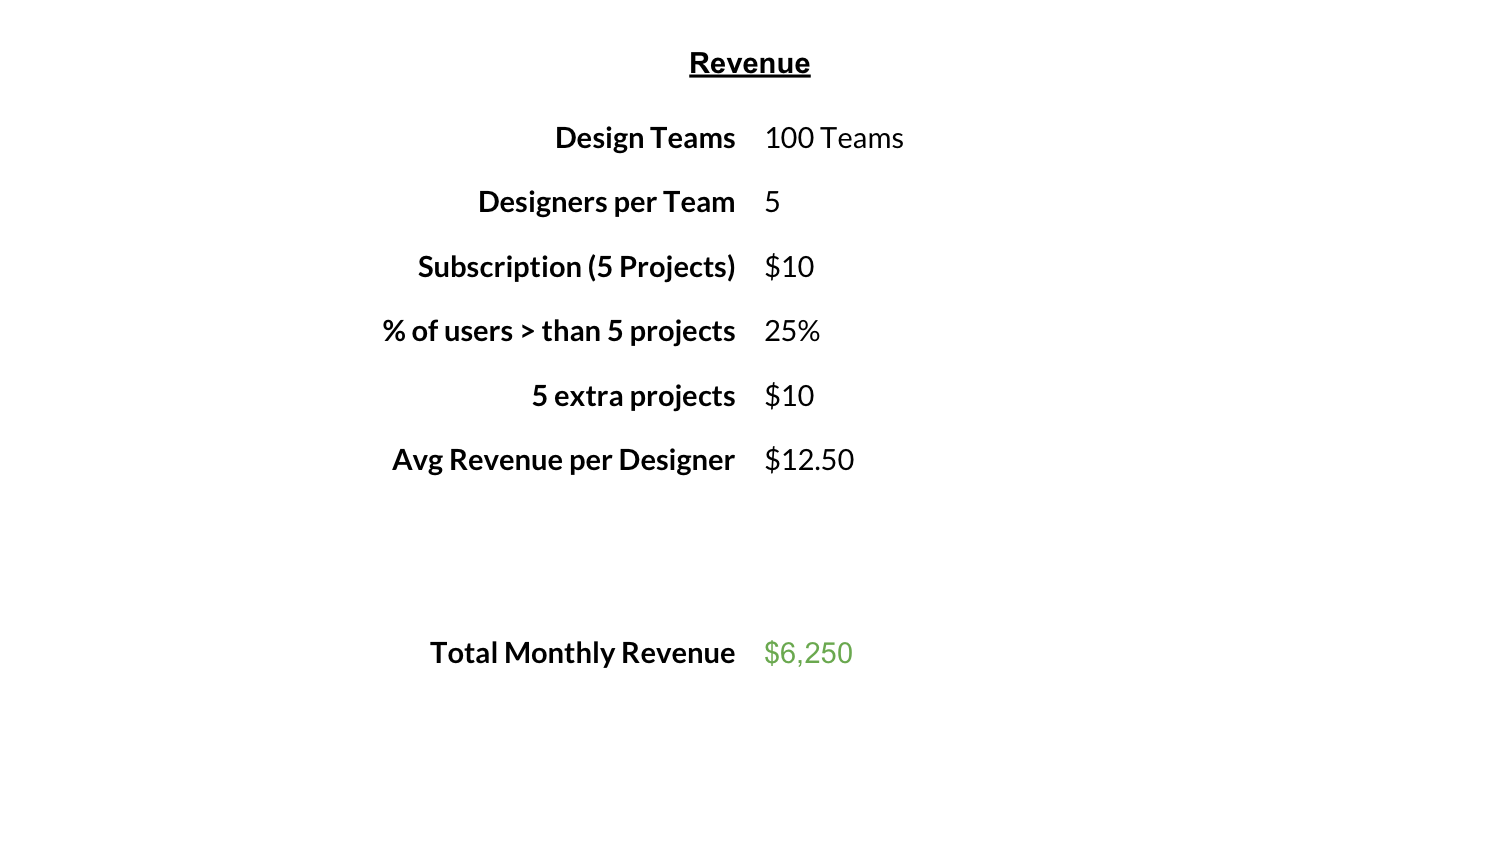 Revenue
Design Teams 100 Teams
Designers per Team 5
Subscription (5 Projects) $10
% of users > than 5 projects 25%
5 extra projects $10
Avg Revenue per Designer $12.50
Total Monthly Revenue $6,250